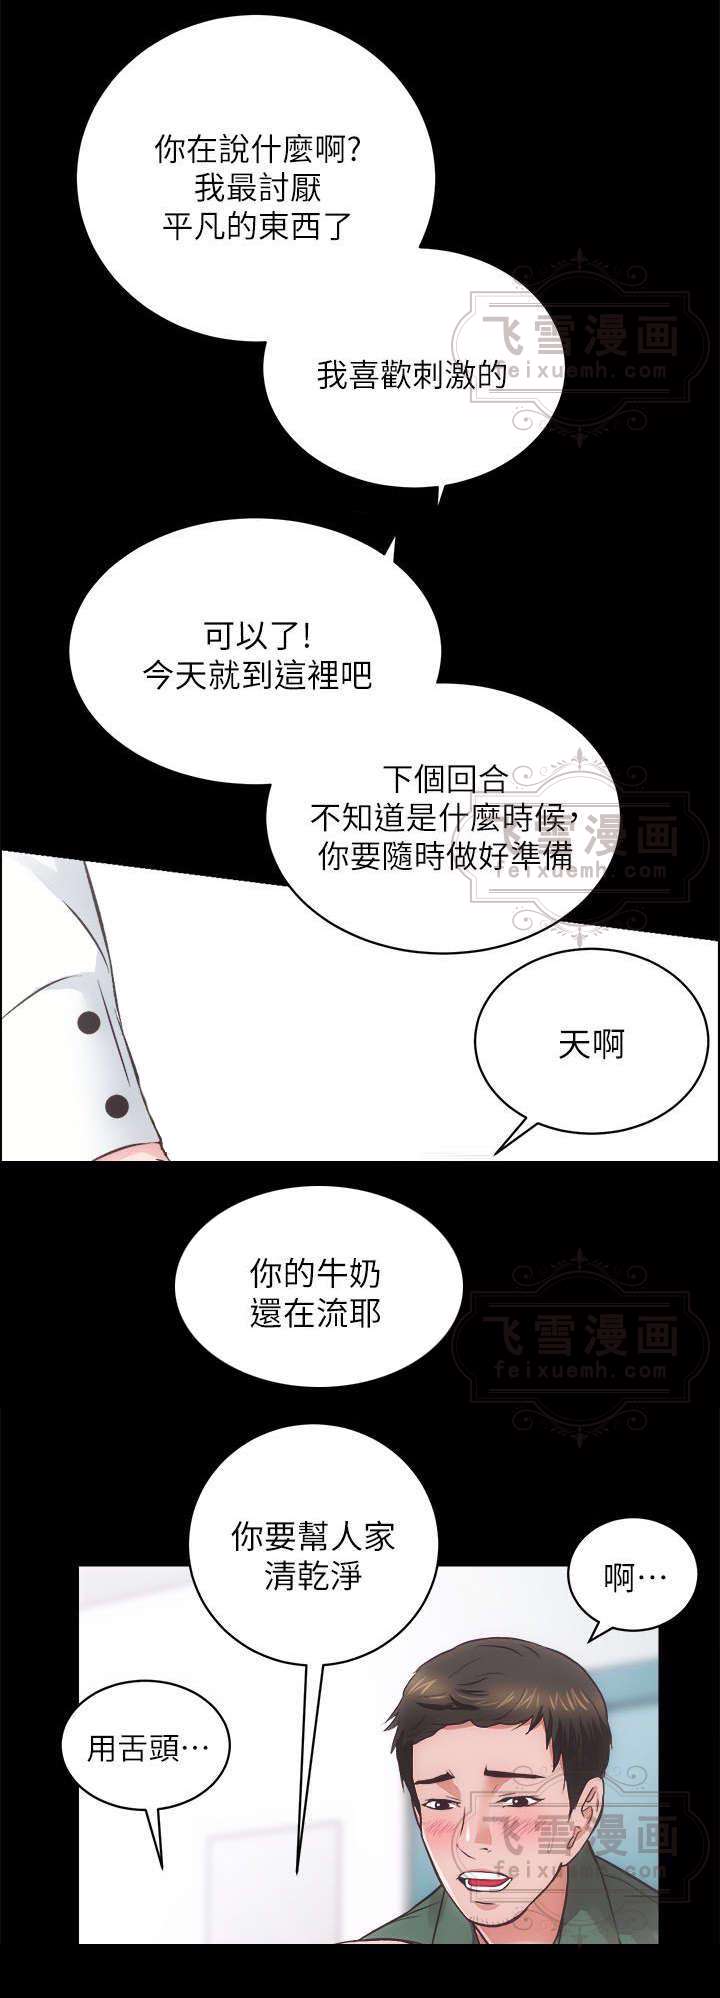 你在說什麼啊?
我最討厭
平凡的東西了
飞雪漫画
feixuemh.com
我喜歡刺激的
可以了!
今天就到這裡吧
下個回合
不知道是什麼時候,
你要隨時做好準備
飞雪漫画
feixuemh.com
天啊
你的牛奶
還在流耶
飞雪漫画
feixuemh.com
你要幫人家
清乾淨
啊…
用舌頭…
飞雪漫画
feixuemh.com